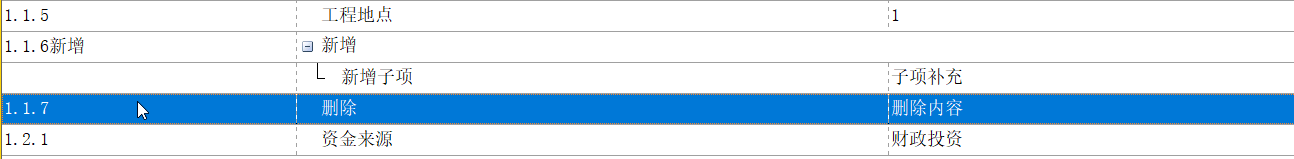 1.1.5 工程地点 1
1.1.6新增 新增
新增子项 子项补充
1.1.7 删除 删除内容
1.2.1 资金来源 财政投资